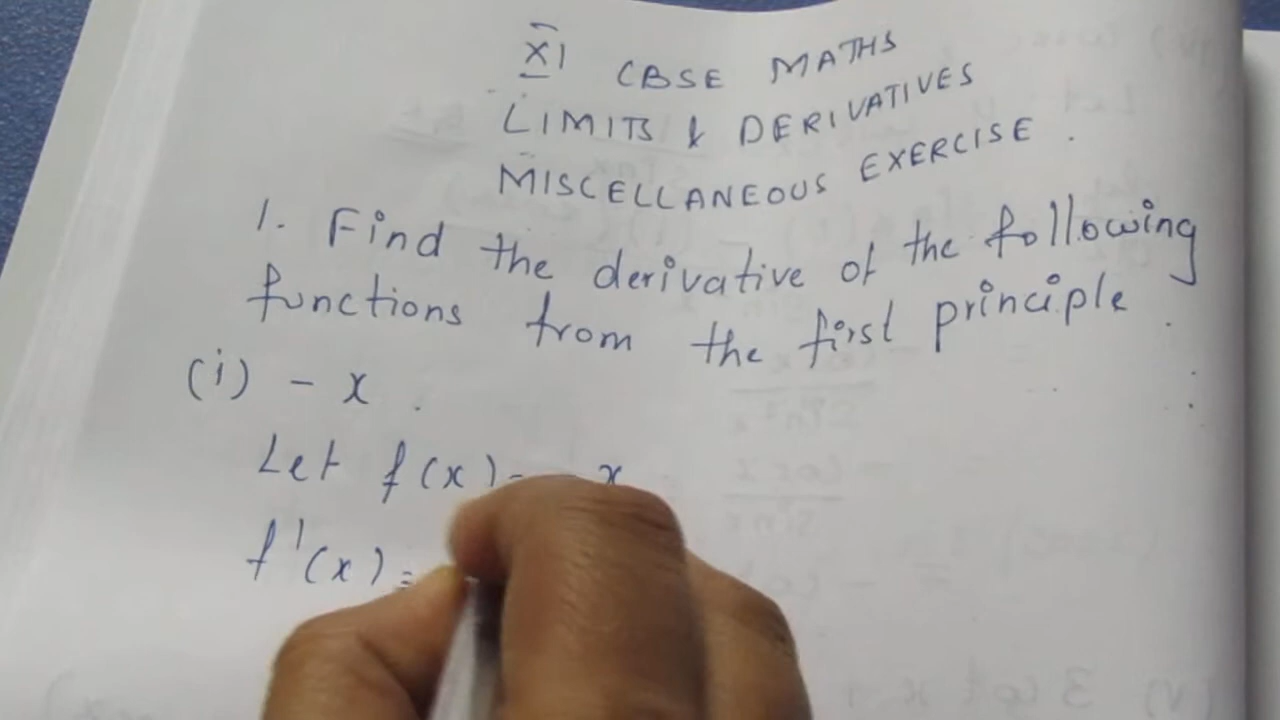 XI CBSE MATHS
LIMITS & DERIVATIVES
MISCELLANEOUS EXERCISE.
1. Find the derivative of the following
functions from the first principle.
(i) - x.
Let f(x) = - x
f'(x) =